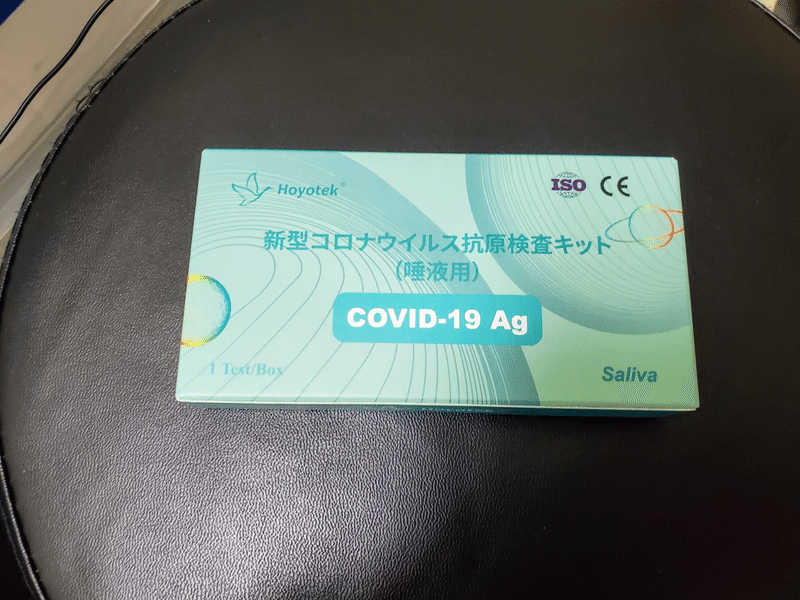 Hoyotek®
ISO CE
新型コロナウイルス抗原検査キット
（唾液用）
COVID-19 Ag
1 Test/Box
Saliva
Hoyotek